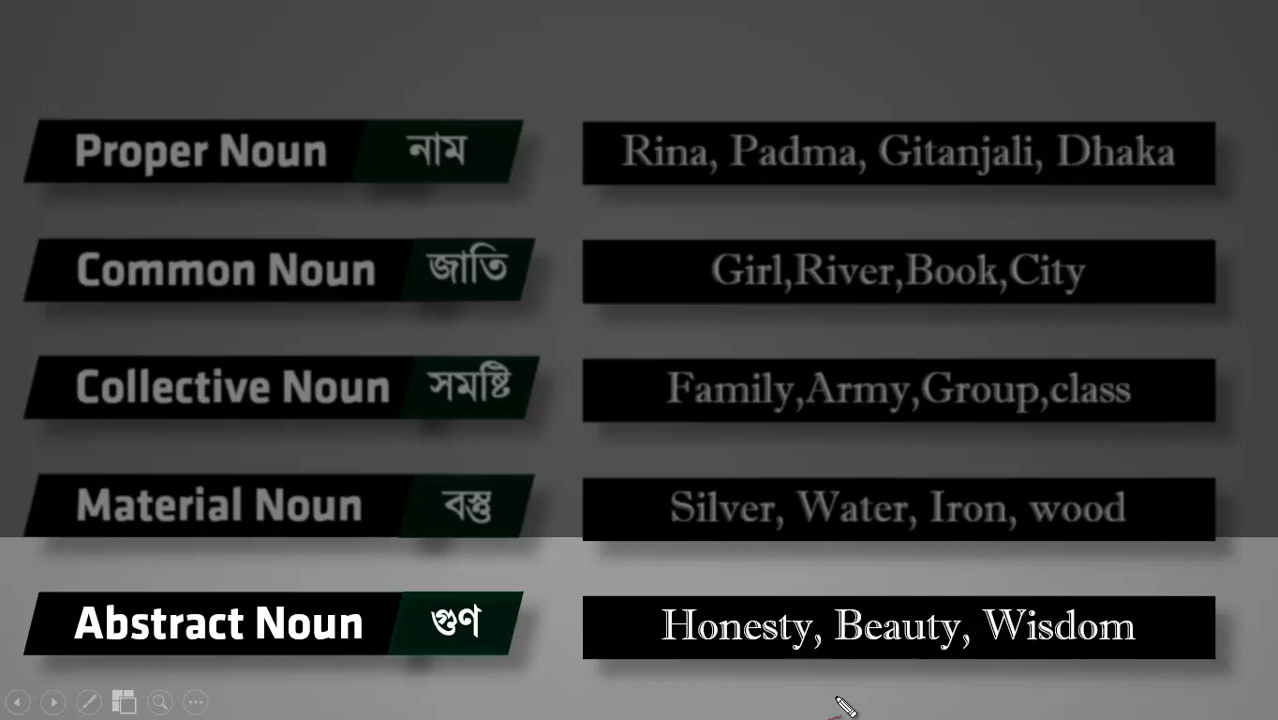 Proper Noun নাম Rina, Padma, Gitanjali, Dhaka
Common Noun জাতি Girl,River,Book,City
Collective Noun সমষ্টি Family,Army,Group,class
Material Noun বস্তু Silver, Water, Iron, wood
Abstract Noun গুণ Honesty, Beauty, Wisdom